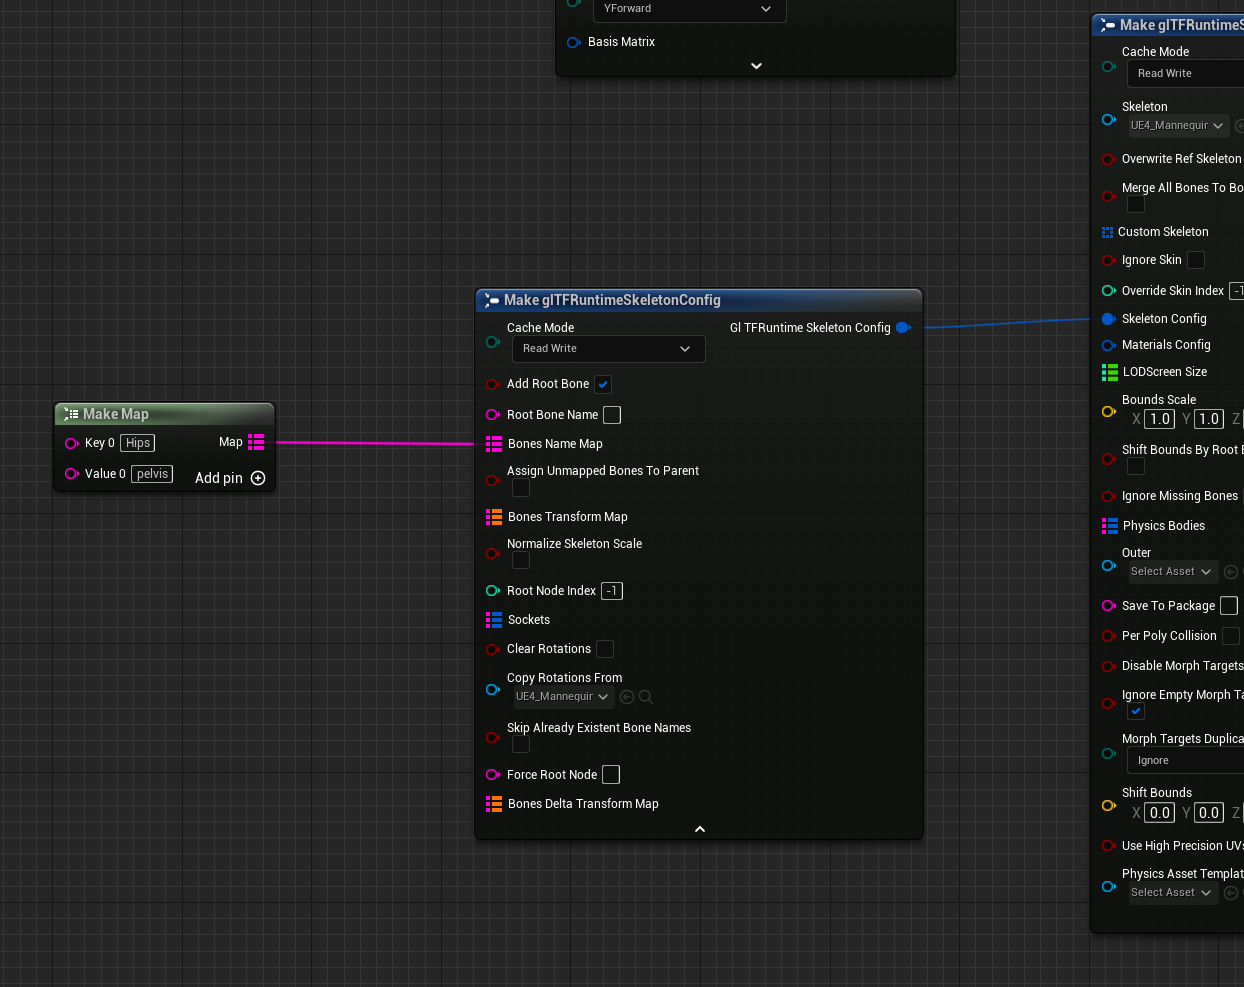 YForward
Basis Matrix
Make glTFRuntimeSkeletonConfig
Cache Mode
Gl TFRuntime Skeleton Config
Read Write
Add Root Bone
Root Bone Name
Bones Name Map
Assign Unmapped Bones To Parent
Bones Transform Map
Normalize Skeleton Scale
Root Node Index -1
Sockets
Clear Rotations
Copy Rotations From
UE4_Mannequin
Skip Already Existent Bone Names
Force Root Node
Bones Delta Transform Map
Make Map
Key 0 Hips
Map
Value 0 pelvis
Add pin
Make glTFRuntimeS
Cache Mode
Read Write
Skeleton
UE4_Mannequin
Overwrite Ref Skeleton
Merge All Bones To Bo
Custom Skeleton
Ignore Skin
Override Skin Index -1
Skeleton Config
Materials Config
LODScreen Size
Bounds Scale
X 1.0 Y 1.0 Z
Shift Bounds By Root
Ignore Missing Bones
Physics Bodies
Outer
Select Asset
Save To Package
Per Poly Collision
Disable Morph Targets
Ignore Empty Morph Ta
Morph Targets Duplica
Ignore
Shift Bounds
X 0.0 Y 0.0 Z
Use High Precision UVs
Physics Asset Templat
Select Asset